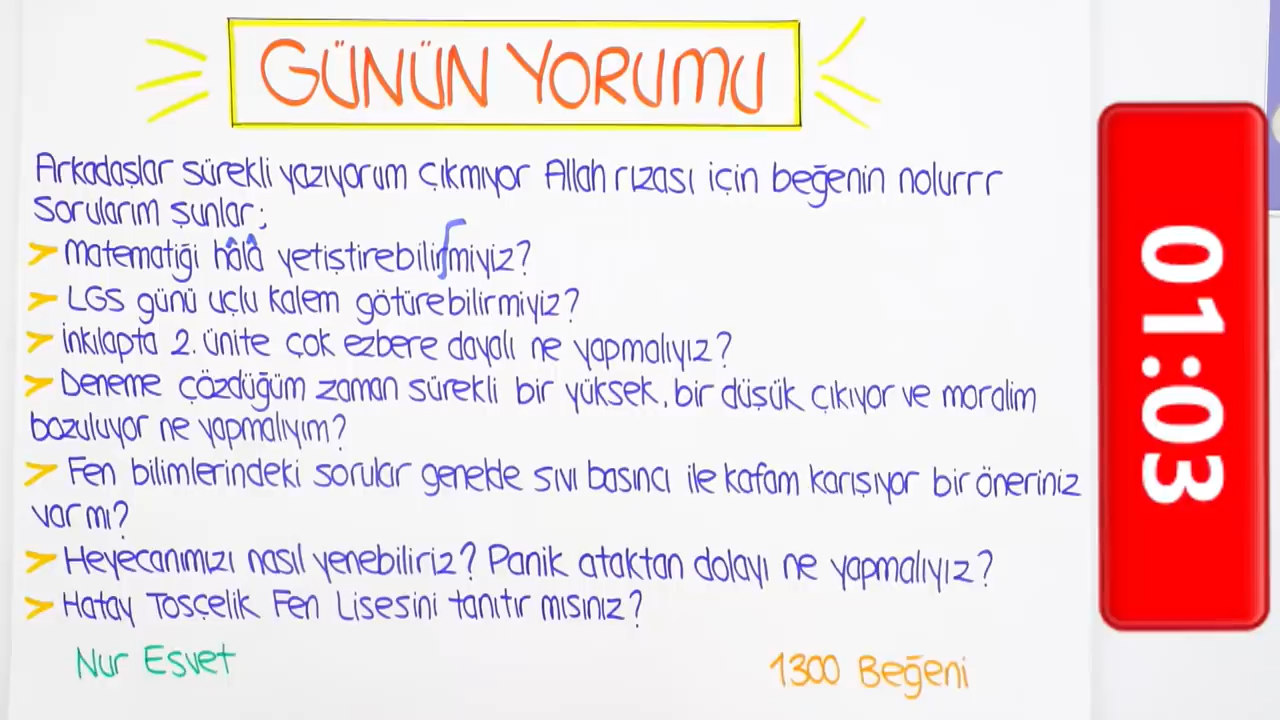 GÜNÜN YORUMU
Arkadaşlar sürekli yazıyorum çıkmıyor Allah rızası için beğenin nolurrr
Sorularım şunlar;
➢ Matematiği hâlâ yetiştirebilirmiyiz?
➢ LGS günü uçlu kalem götürebilirmiyiz?
➢ İnkılapta 2. ünite çok ezbere dayalı ne yapmalıyız?
➢ Deneme çözdüğüm zaman sürekli bir yüksek, bir düşük çıkıyor ve moralim
bozuluyor ne yapmalıyım?
➢ Fen bilimlerindeki sorular genelde sıvı basıncı ile kafam karışıyor bir öneriniz
var mı?
➢ Heyecanımızı nasıl yenebiliriz? Panik ataktan dolayı ne yapmalıyız?
➢ Hatay Tosçelik Fen Lisesini tanıtır mısınız?
Nur Esvet
1300 Beğeni
01:03